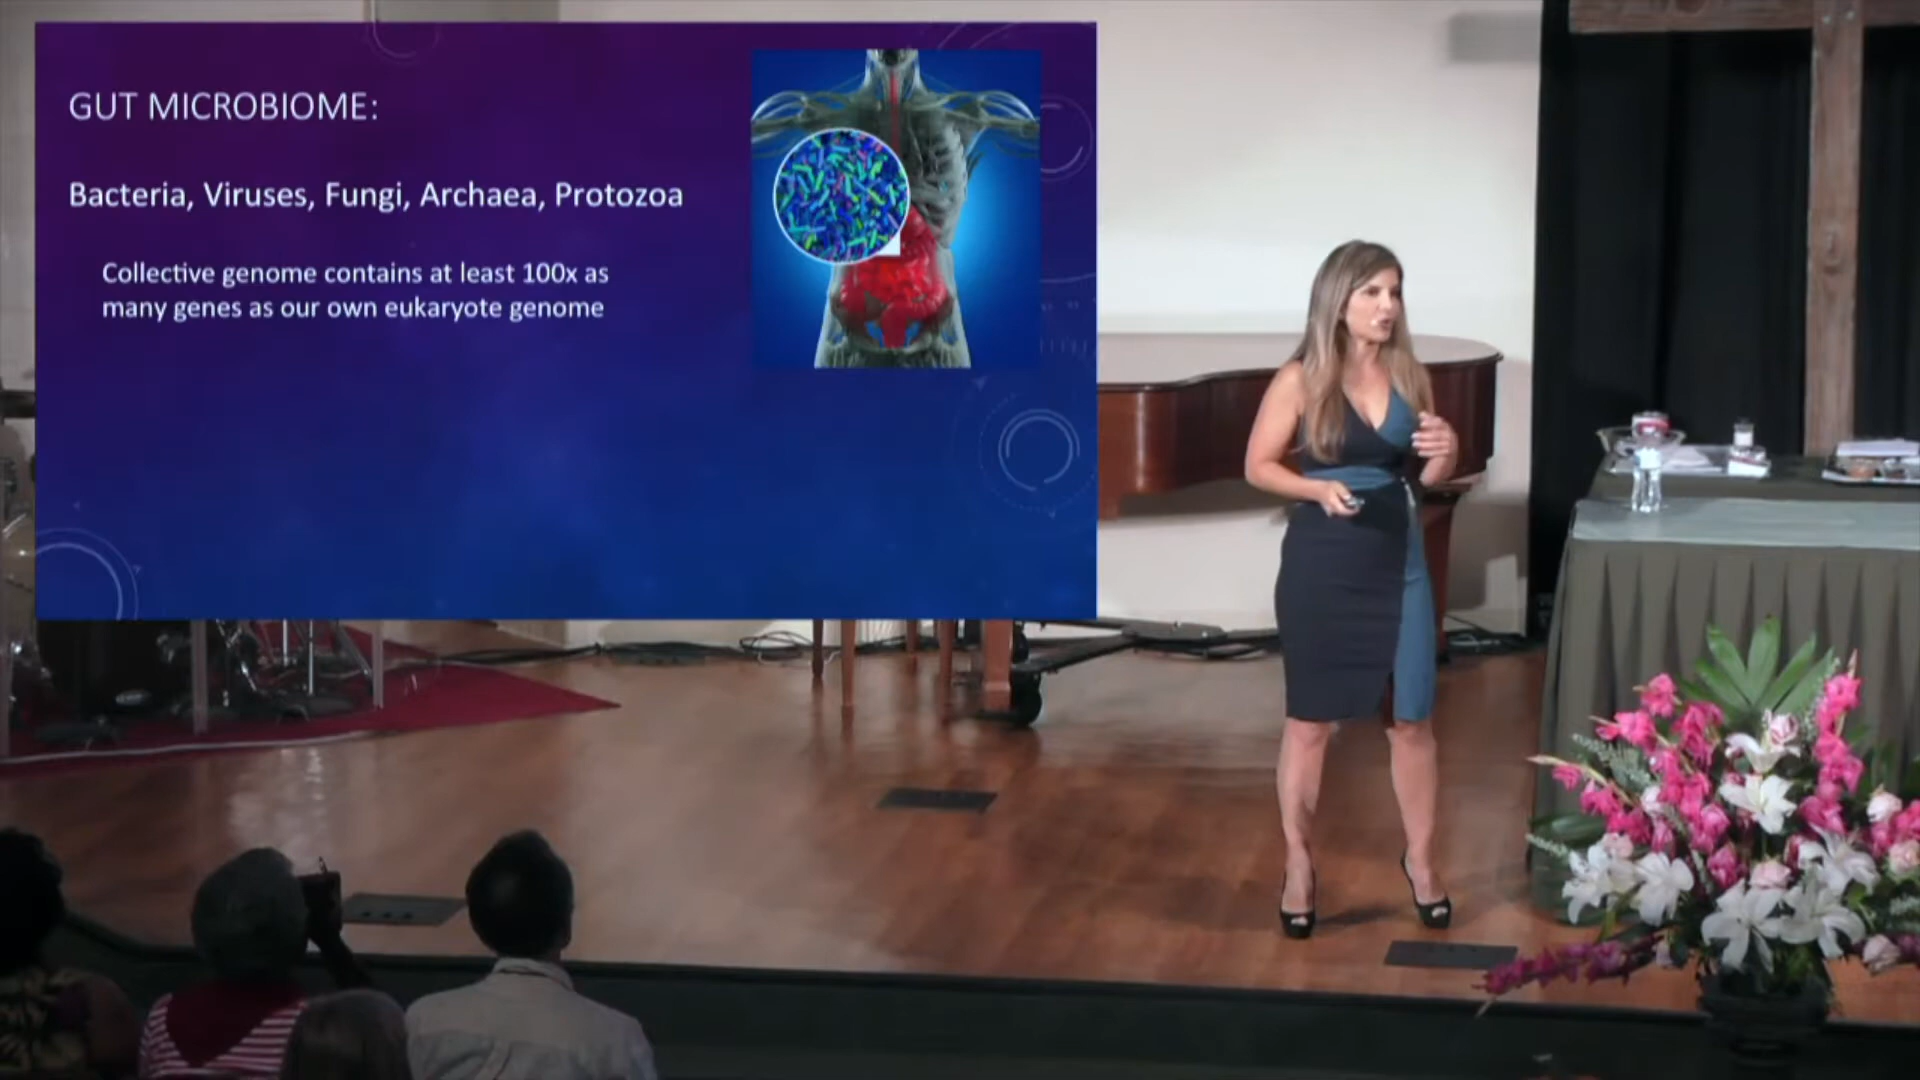 GUT MICROBIOME:
Bacteria, Viruses, Fungi, Archaea, Protozoa
Collective genome contains at least 100x as
many genes as our own eukaryote genome